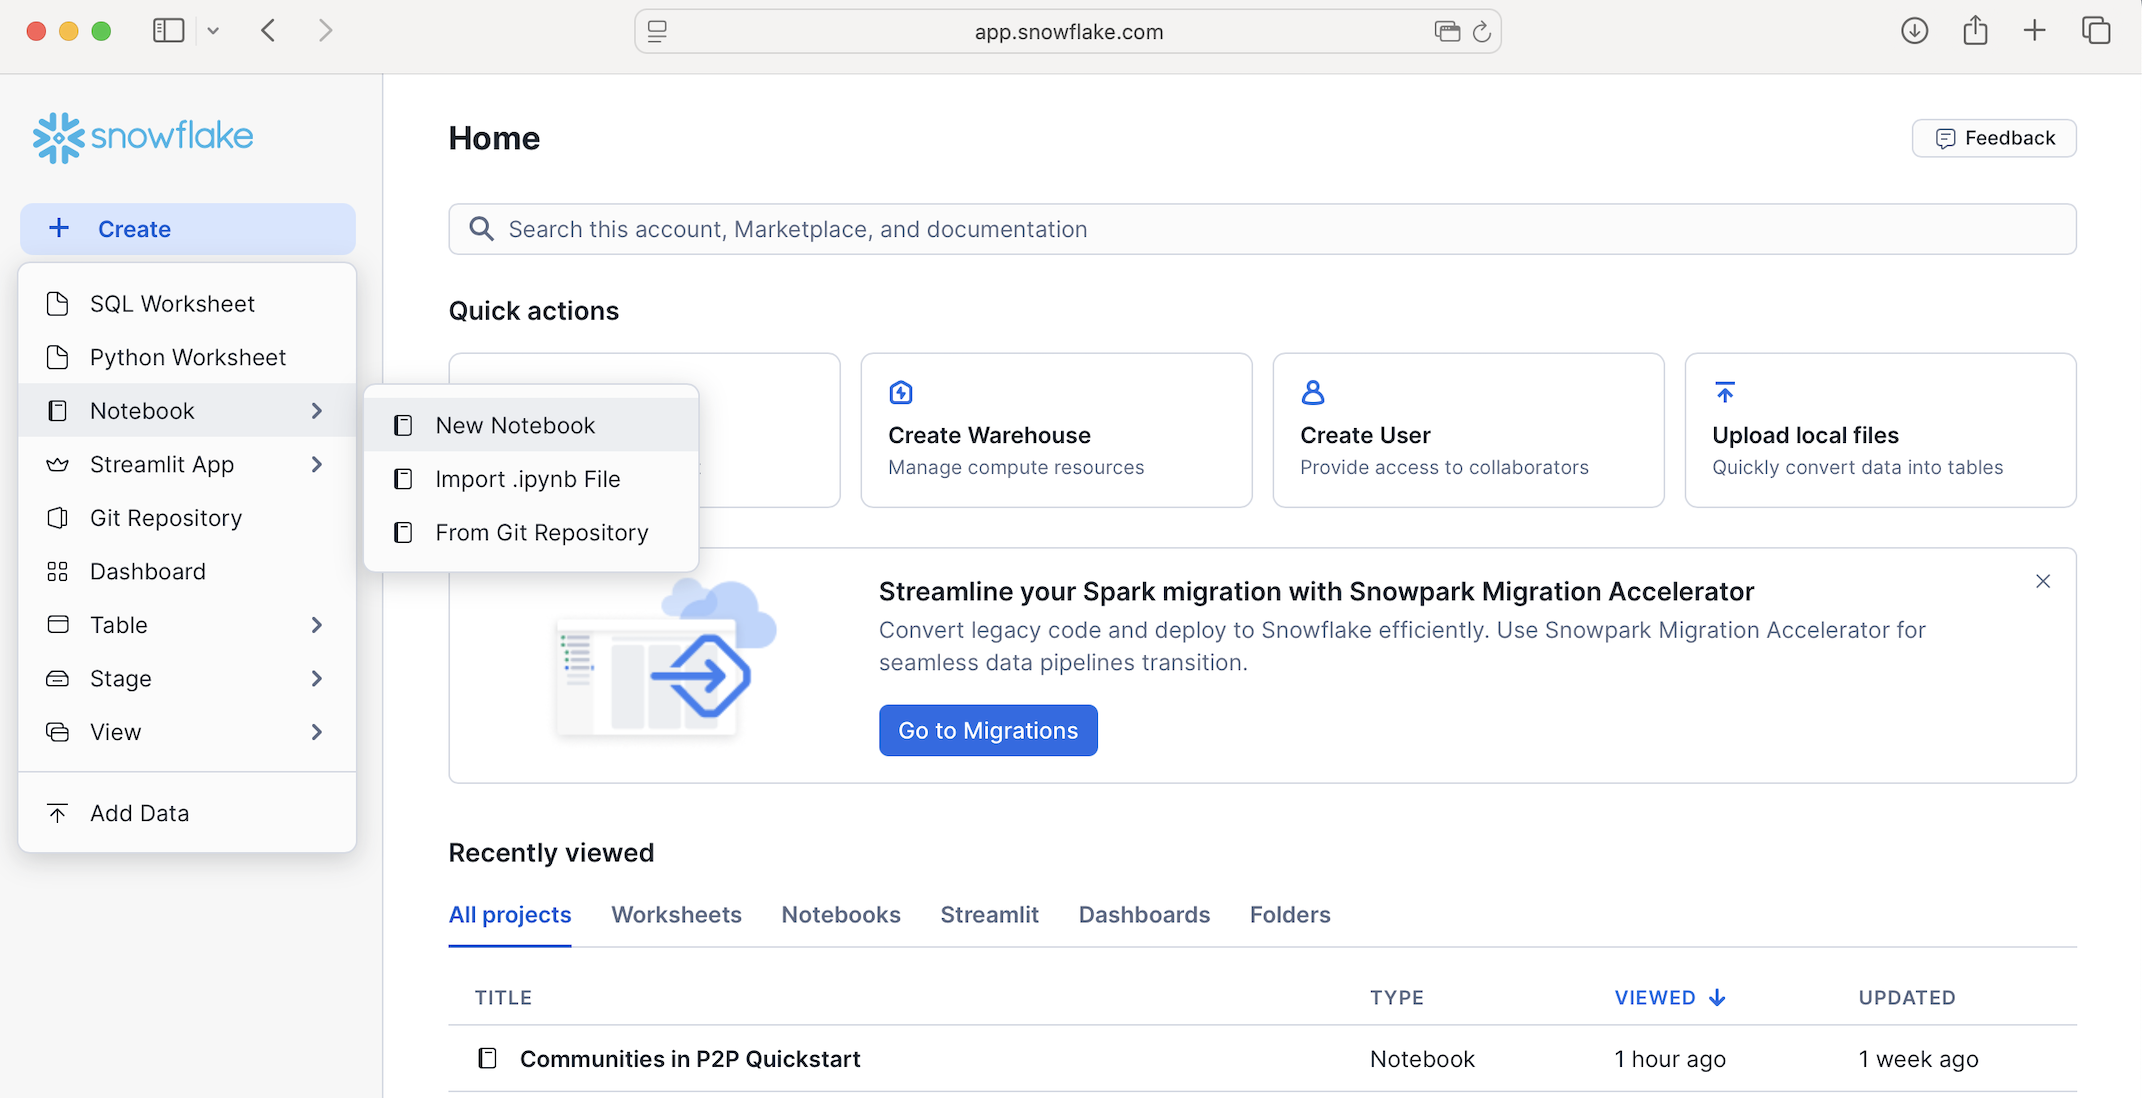 app.snowflake.com
snowflake
Home
Feedback
+ Create
Search this account, Marketplace, and documentation
SQL Worksheet
Python Worksheet
Notebook
Streamlit App
Git Repository
Dashboard
Table
Stage
View
Add Data
New Notebook
Import .ipynb File
From Git Repository
Quick actions
Create Warehouse
Manage compute resources
Create User
Provide access to collaborators
Upload local files
Quickly convert data into tables
Streamline your Spark migration with Snowpark Migration Accelerator
Convert legacy code and deploy to Snowflake efficiently. Use Snowpark Migration Accelerator for
seamless data pipelines transition.
Go to Migrations
Recently viewed
All projects Worksheets Notebooks Streamlit Dashboards Folders
TITLE TYPE VIEWED UPDATED
Communities in P2P Quickstart Notebook 1 hour ago 1 week ago